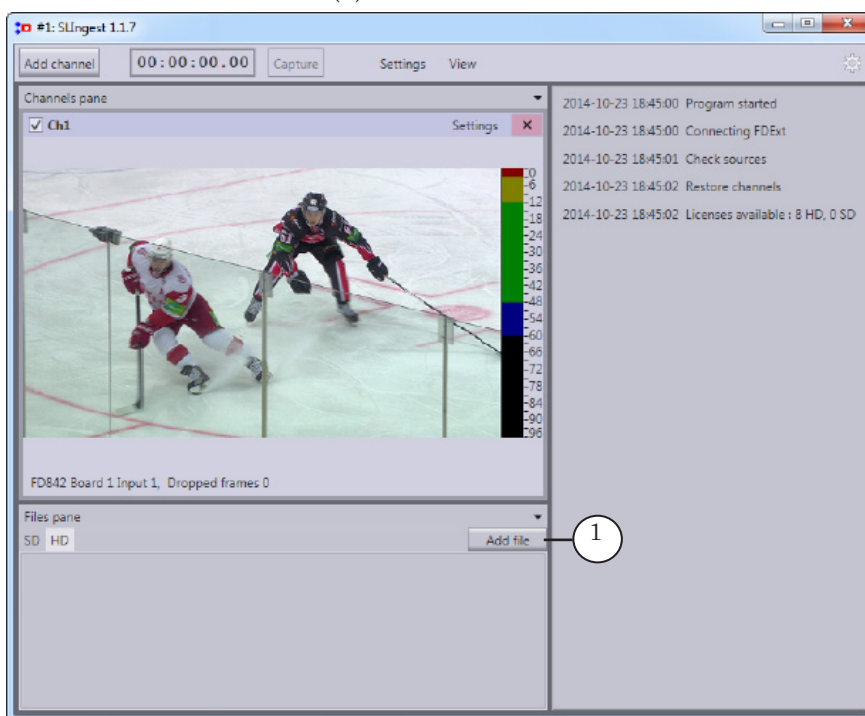 (1)
#1: SLIngest 1.1.7
Add channel 00:00:00.00 Capture Settings View
Channels pane
Ch1 Settings
0
-6
-12
-18
-24
-30
-36
-42
-48
-54
-60
-66
-72
-78
-84
-90
-96
FD842 Board 1 Input 1, Dropped frames 0
Files pane
SD HD Add file
1
2014-10-23 18:45:00 Program started
2014-10-23 18:45:00 Connecting FDExt
2014-10-23 18:45:01 Check sources
2014-10-23 18:45:02 Restore channels
2014-10-23 18:45:02 Licenses available : 8 HD, 0 SD